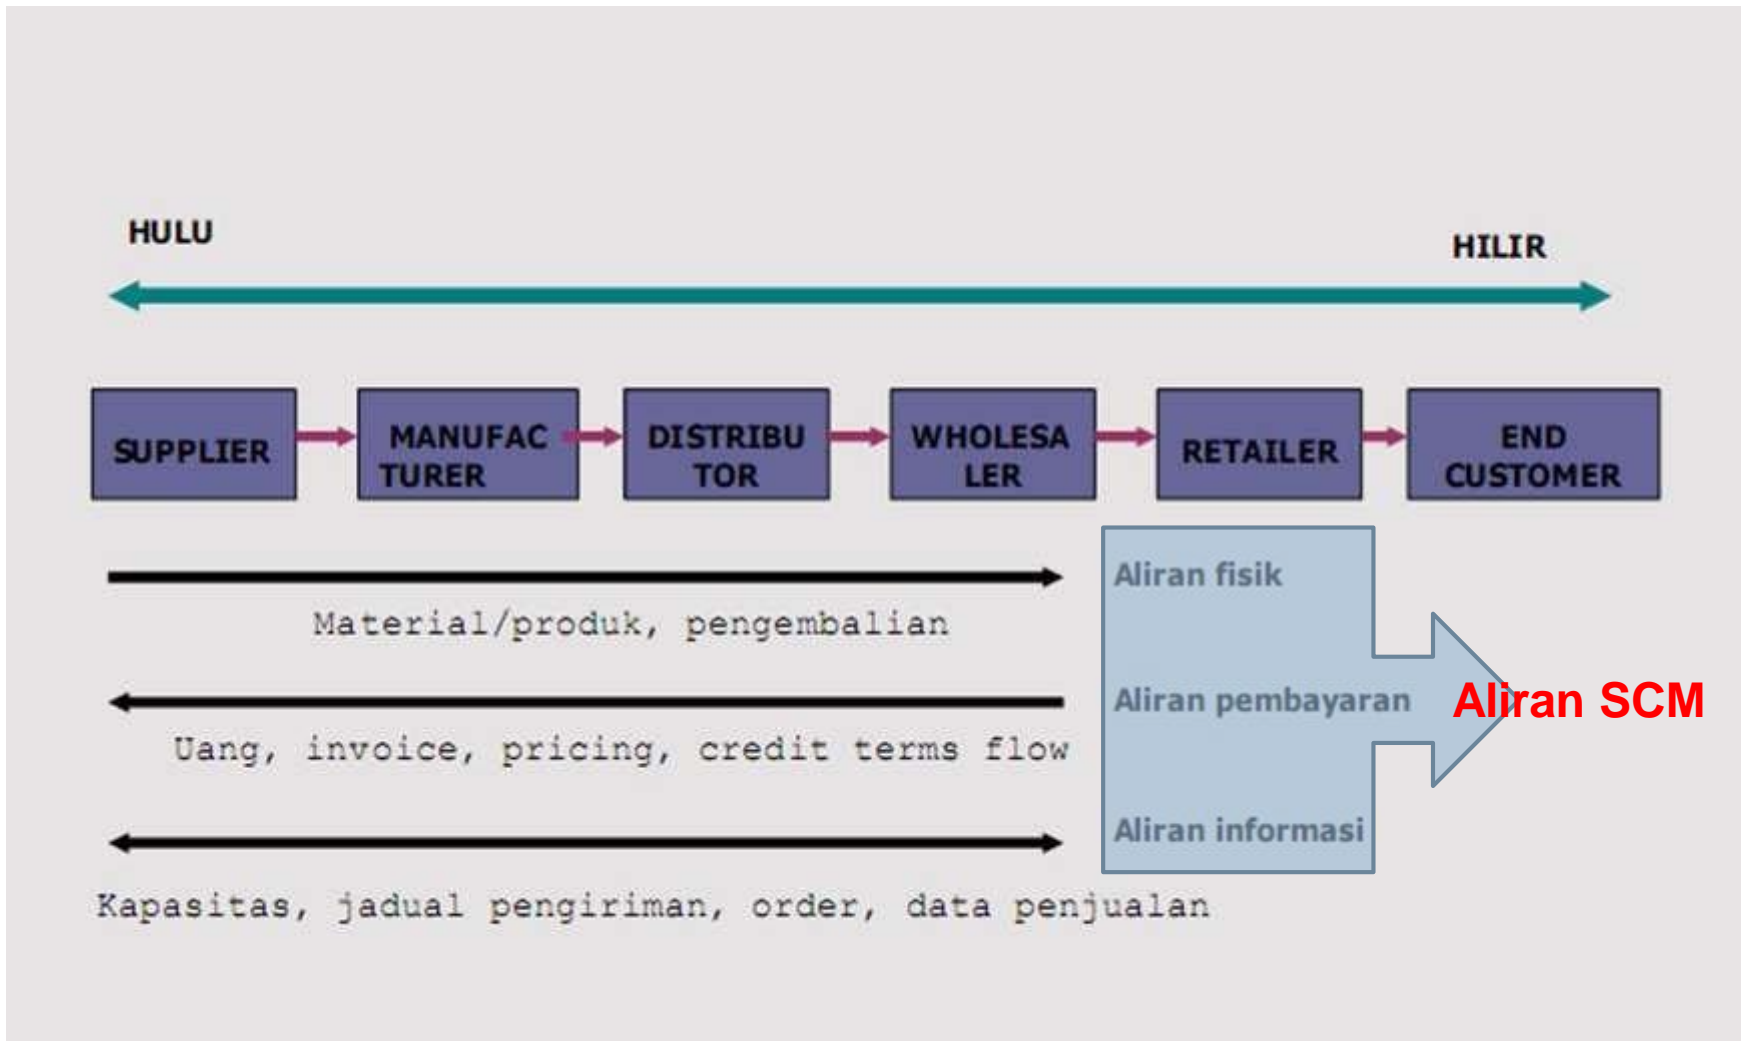 HULU
HILIR
SUPPLIER
MANUFAC
TURER
DISTRIBU
TOR
WHOLESA
LER
RETAILER
END
CUSTOMER
Aliran fisik
Material/produk, pengembalian
Aliran pembayaran
Aliran SCM
Uang, invoice, pricing, credit terms flow
Aliran informasi
Kapasitas, jadual pengiriman, order, data penjualan